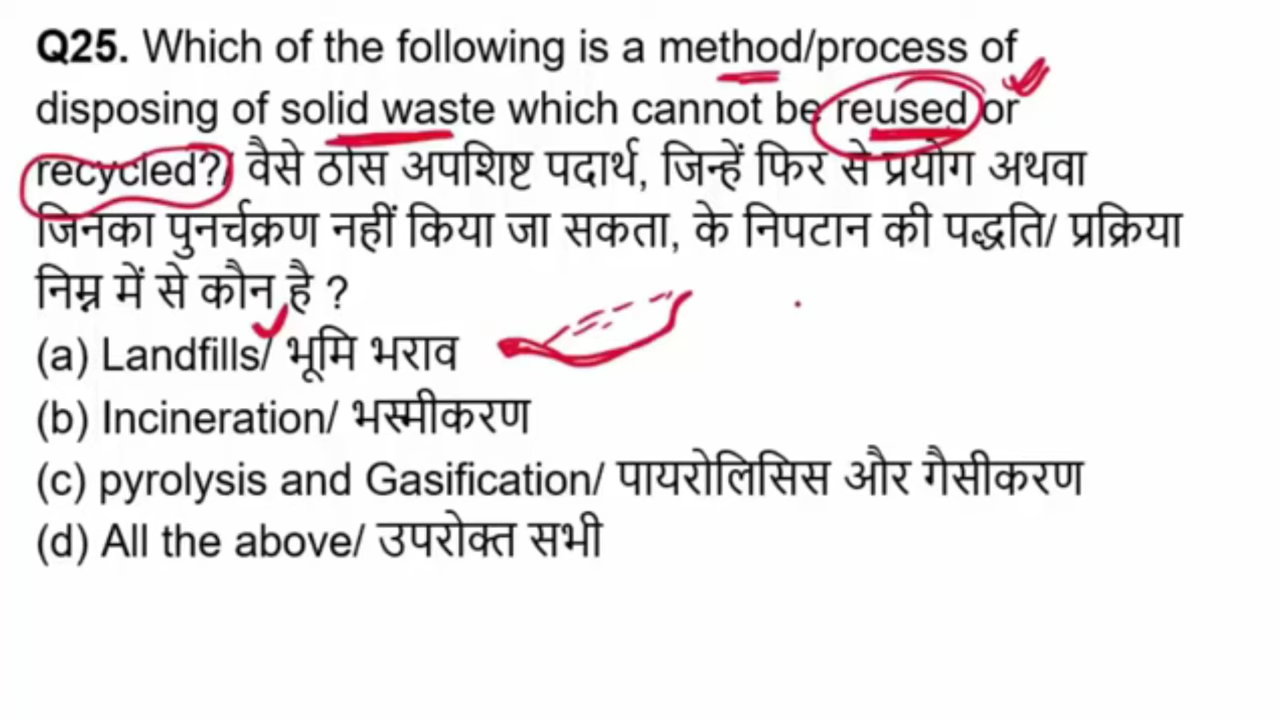 Q25. Which of the following is a method/process of
disposing of solid waste which cannot be reused or
recycled?/ वैसे ठोस अपशिष्ट पदार्थ, जिन्हें फिर से प्रयोग अथवा
जिनका पुनर्चक्रण नहीं किया जा सकता, के निपटान की पद्धति/ प्रक्रिया
निम्न में से कौन है ?
(a) Landfills/ भूमि भराव
(b) Incineration/ भस्मीकरण
(c) pyrolysis and Gasification/ पायरोलिसिस और गैसीकरण
(d) All the above/ उपरोक्त सभी